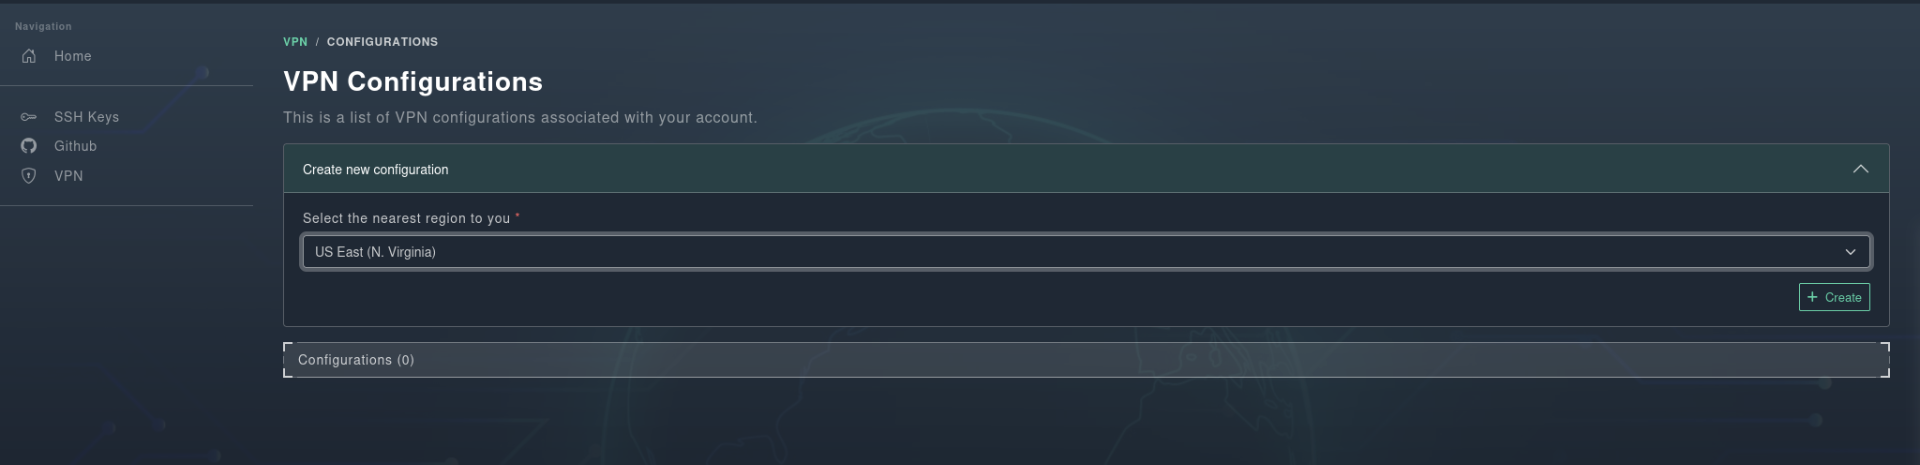 Navigation
Home
SSH Keys
Github
VPN
VPN / CONFIGURATIONS
VPN Configurations
This is a list of VPN configurations associated with your account.
Create new configuration
Select the nearest region to you *
US East (N. Virginia)
+ Create
Configurations (0)